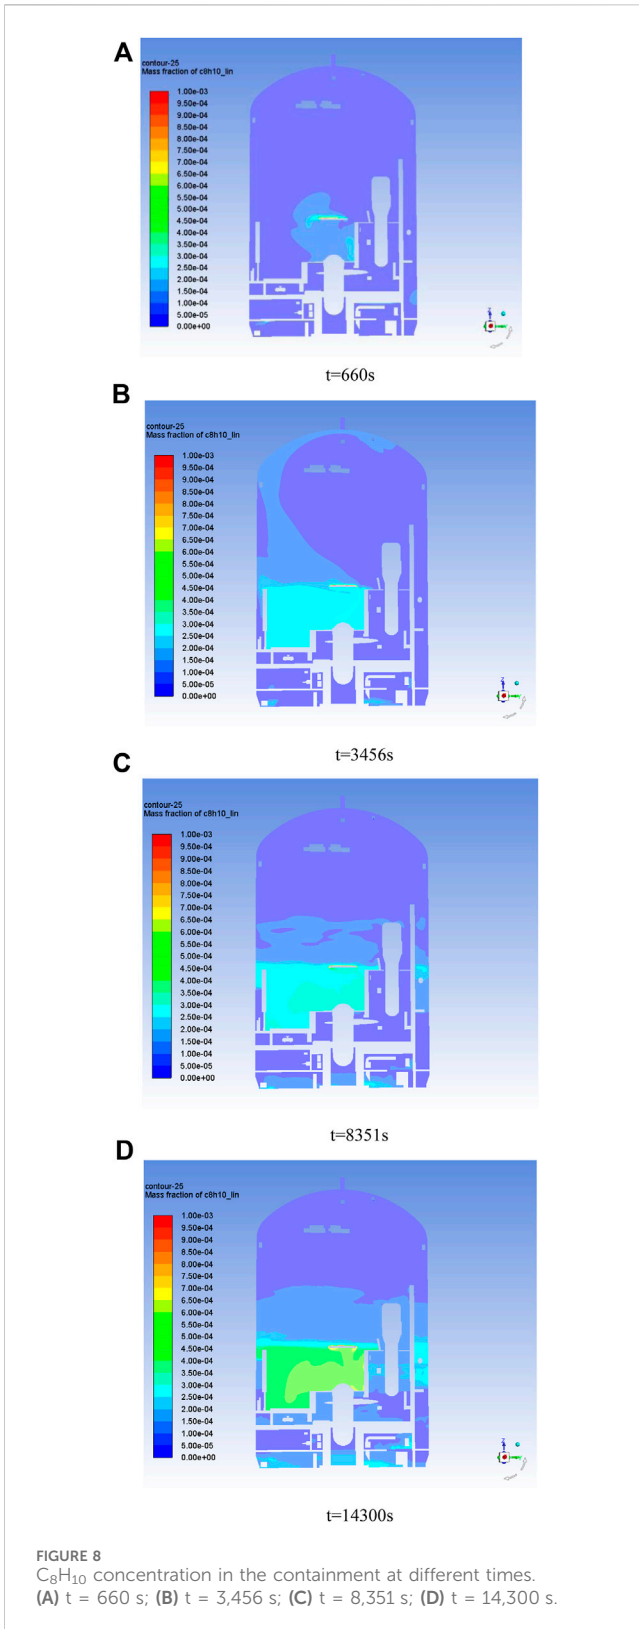 A
contour-25
Mass fraction of c8h10_lin
1.00e-03
9.50e-04
9.00e-04
8.50e-04
8.00e-04
7.50e-04
7.00e-04
6.50e-04
6.00e-04
5.50e-04
5.00e-04
4.50e-04
4.00e-04
3.50e-04
3.00e-04
2.50e-04
2.00e-04
1.50e-04
1.00e-04
5.00e-05
0.00e+00
t=660s
B
contour-25
Mass fraction of c8h10_lin
1.00e-03
9.50e-04
9.00e-04
8.50e-04
8.00e-04
7.50e-04
7.00e-04
6.50e-04
6.00e-04
5.50e-04
5.00e-04
4.50e-04
4.00e-04
3.50e-04
3.00e-04
2.50e-04
2.00e-04
1.50e-04
1.00e-04
5.00e-05
0.00e+00
t=3456s
C
contour-25
Mass fraction of c8h10_lin
1.00e-03
9.50e-04
9.00e-04
8.50e-04
8.00e-04
7.50e-04
7.00e-04
6.50e-04
6.00e-04
5.50e-04
5.00e-04
4.50e-04
4.00e-04
3.50e-04
3.00e-04
2.50e-04
2.00e-04
1.50e-04
1.00e-04
5.00e-05
0.00e+00
t=8351s
D
contour-25
Mass fraction of c8h10_lin
1.00e-03
9.50e-04
9.00e-04
8.50e-04
8.00e-04
7.50e-04
7.00e-04
6.50e-04
6.00e-04
5.50e-04
5.00e-04
4.50e-04
4.00e-04
3.50e-04
3.00e-04
2.50e-04
2.00e-04
1.50e-04
1.00e-04
5.00e-05
0.00e+00
t=14300s
FIGURE 8
C₈H₁₀ concentration in the containment at different times.
(A) t = 660 s; (B) t = 3,456 s; (C) t = 8,351 s; (D) t = 14,300 s.